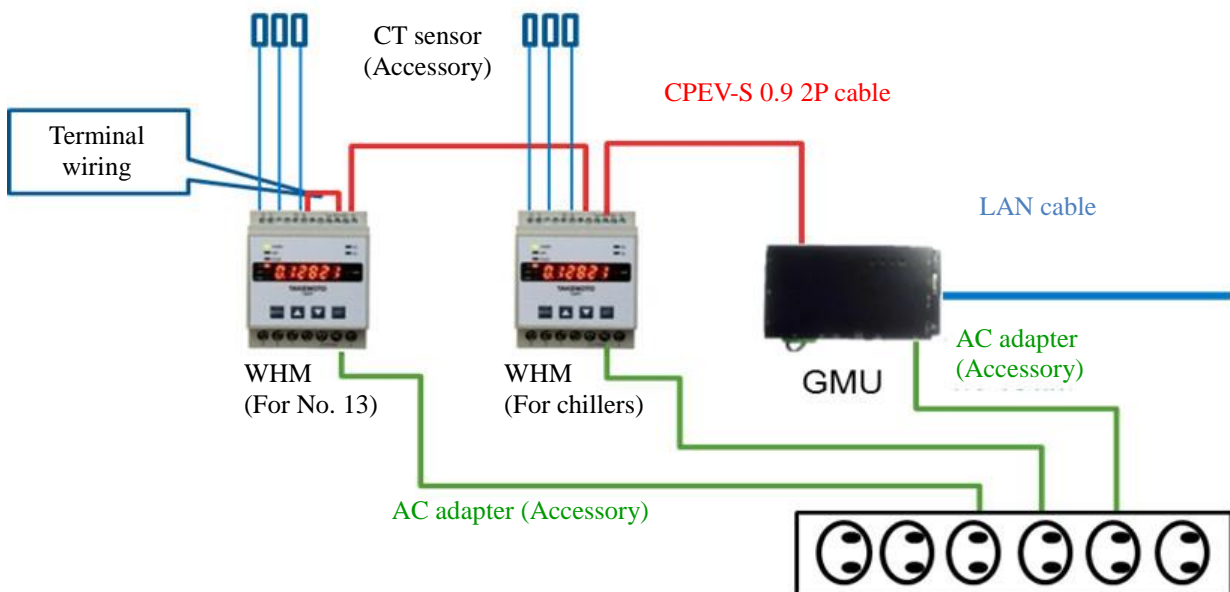 CT sensor
(Accessory)
CPEV-S 0.9 2P cable
Terminal
wiring
LAN cable
0.12821
TAKEMOTO
0.12821
TAKEMOTO
WHM
(For No. 13)
WHM
(For chillers)
GMU
AC adapter
(Accessory)
AC adapter (Accessory)